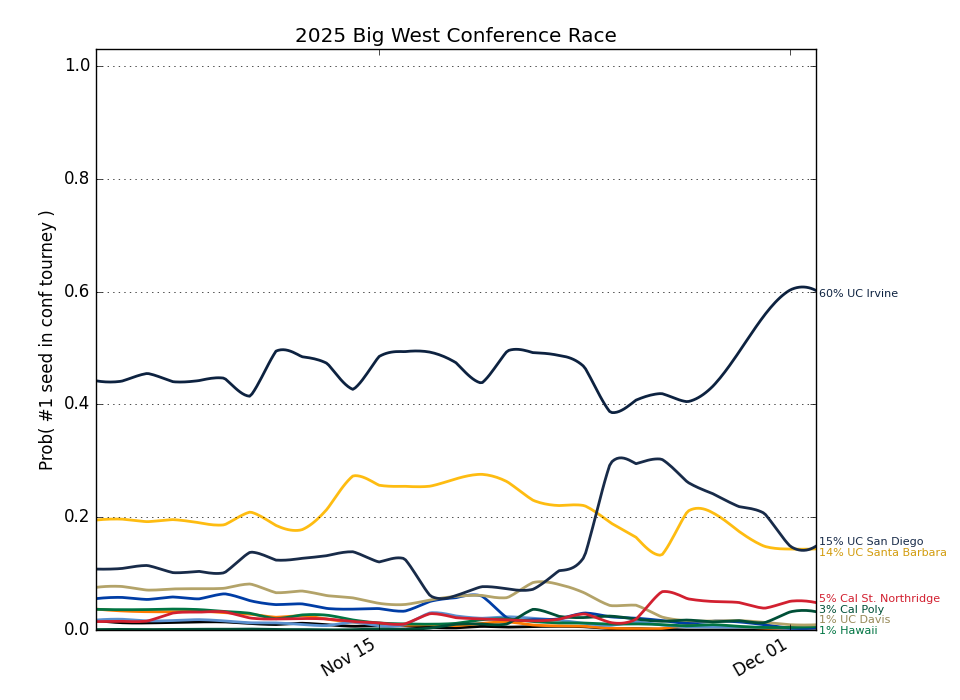 2025 Big West Conference Race
Prob( #1 seed in conf tourney )
1.0
0.8
0.6
0.4
0.2
0.0
Nov 15
Dec 01
60% UC Irvine
15% UC San Diego
14% UC Santa Barbara
5% Cal St. Northridge
3% Cal Poly
1% UC Davis
1% Hawaii